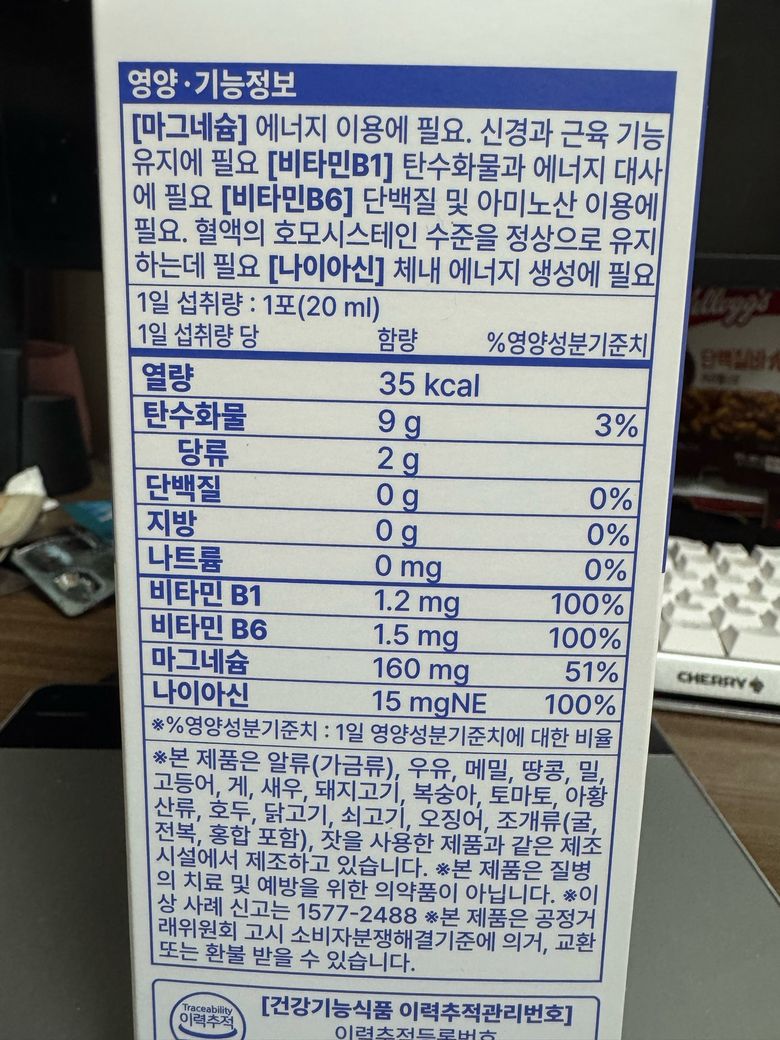 영양·기능정보
[마그네슘] 에너지 이용에 필요. 신경과 근육 기능
유지에 필요 [비타민B1] 탄수화물과 에너지 대사
에 필요 [비타민B6] 단백질 및 아미노산 이용에
필요. 혈액의 호모시스테인 수준을 정상으로 유지
하는데 필요 [나이아신] 체내 에너지 생성에 필요
1일 섭취량 : 1포(20 ml)
1일 섭취량 당 함량 %영양성분기준치
열량 35 kcal
탄수화물 9 g 3%
당류 2 g
단백질 0 g 0%
지방 0 g 0%
나트륨 0 mg 0%
비타민 B1 1.2 mg 100%
비타민 B6 1.5 mg 100%
마그네슘 160 mg 51%
나이아신 15 mgNE 100%
※%영양성분기준치 : 1일 영양성분기준치에 대한 비율
※본 제품은 알류(가금류), 우유, 메밀, 땅콩, 밀,
고등어, 게, 새우, 돼지고기, 복숭아, 토마토, 아황
산류, 호두, 닭고기, 쇠고기, 오징어, 조개류(굴,
전복, 홍합 포함), 잣을 사용한 제품과 같은 제조
시설에서 제조하고 있습니다. ※본 제품은 질병
의 치료 및 예방을 위한 의약품이 아닙니다. ※이
상 사례 신고는 1577-2488 ※본 제품은 공정거
래위원회 고시 소비자분쟁해결기준에 의거, 교환
또는 환불 받을 수 있습니다.
Traceability
이력추적
[건강기능식품 이력추적관리번호]
이력추적등록번호
Kellogg's
단백질바
CHERRY